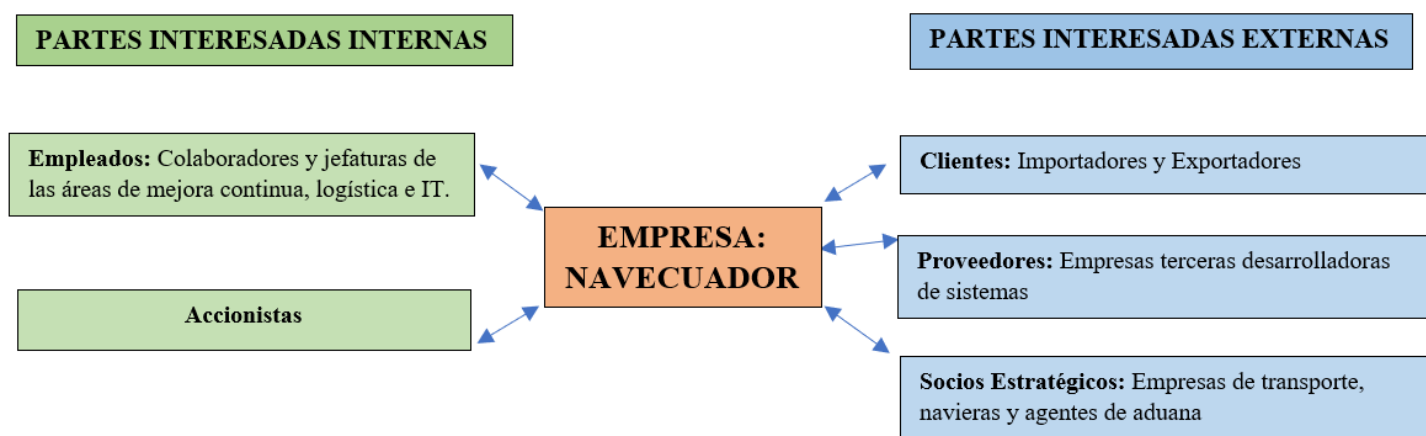 PARTES INTERESADAS INTERNAS
PARTES INTERESADAS EXTERNAS
Empleados: Colaboradores y jefaturas de
las áreas de mejora continua, logística e IT.
Accionistas
EMPRESA:
NAVECUADOR
Clientes: Importadores y Exportadores
Proveedores: Empresas terceras desarrolladoras
de sistemas
Socios Estratégicos: Empresas de transporte,
navieras y agentes de aduana